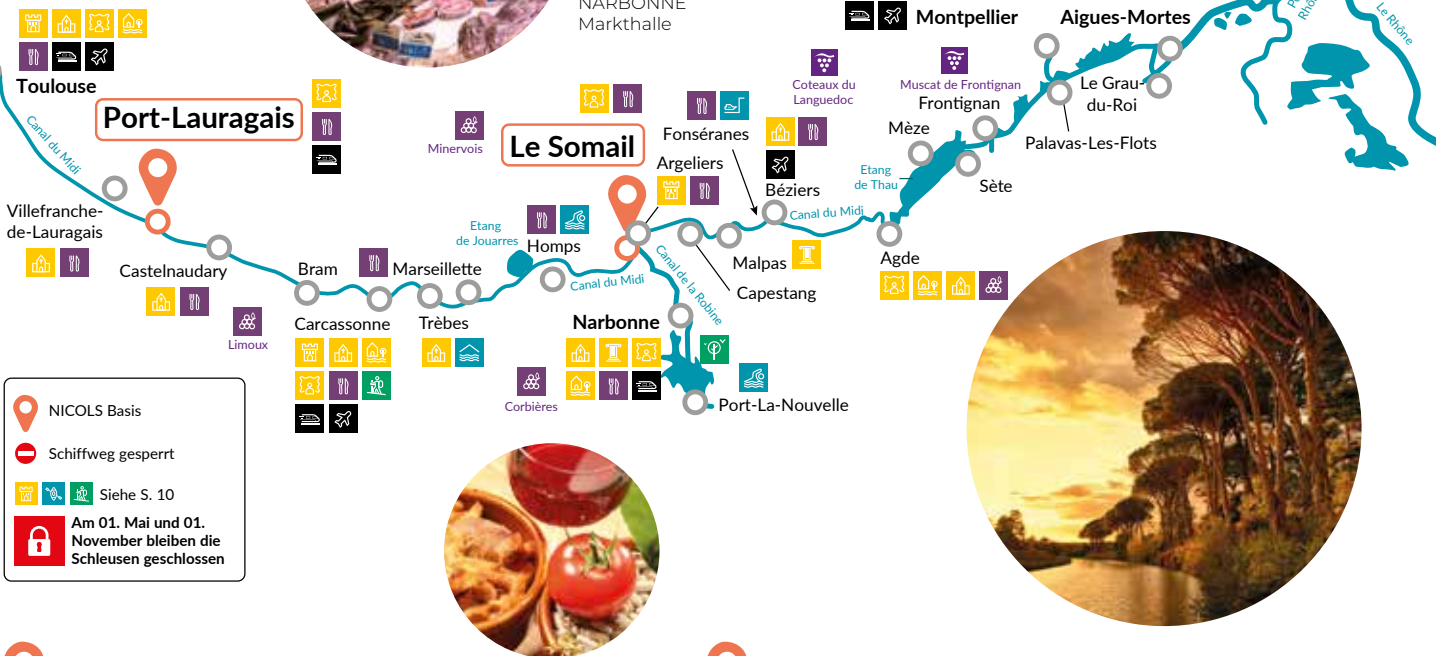 NARBONNE
Markthalle
Montpellier
Aigues-Mortes
Le Rhône
Toulouse
Canal du Midi
Port-Lauragais
Minervois
Le Somail
Fonséranes
Argeliers
Coteaux du
Languedoc
Muscat de Frontignan
Frontignan
Mèze
Le Grau-
du-Roi
Palavas-Les-Flots
Sète
Etang
de Thau
Béziers
Canal du Midi
Villefranche-
de-Lauragais
Castelnaudary
Limoux
Bram
Marseillette
Carcassonne
Trèbes
Etang
de Jouarres
Homps
Canal du Midi
Canal de la Robine
Malpas
Capestang
Agde
Narbonne
Corbières
Port-La-Nouvelle
NICOLS Basis
Schiffweg gesperrt
Siehe S. 10
Am 01. Mai und 01.
November bleiben die
Schleusen geschlossen